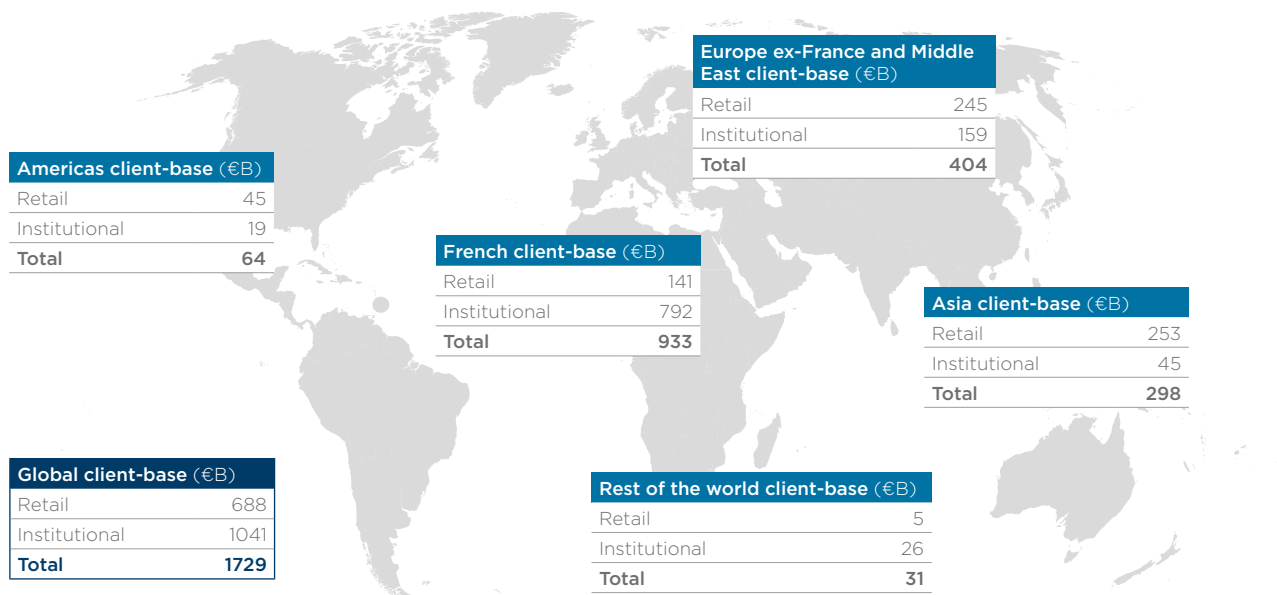 Europe ex-France and Middle
East client-base (€B)
Retail 245
Institutional 159
Total 404
Americas client-base (€B)
Retail 45
Institutional 19
Total 64
French client-base (€B)
Retail 141
Institutional 792
Total 933
Asia client-base (€B)
Retail 253
Institutional 45
Total 298
Global client-base (€B)
Retail 688
Institutional 1041
Total 1729
Rest of the world client-base (€B)
Retail 5
Institutional 26
Total 31